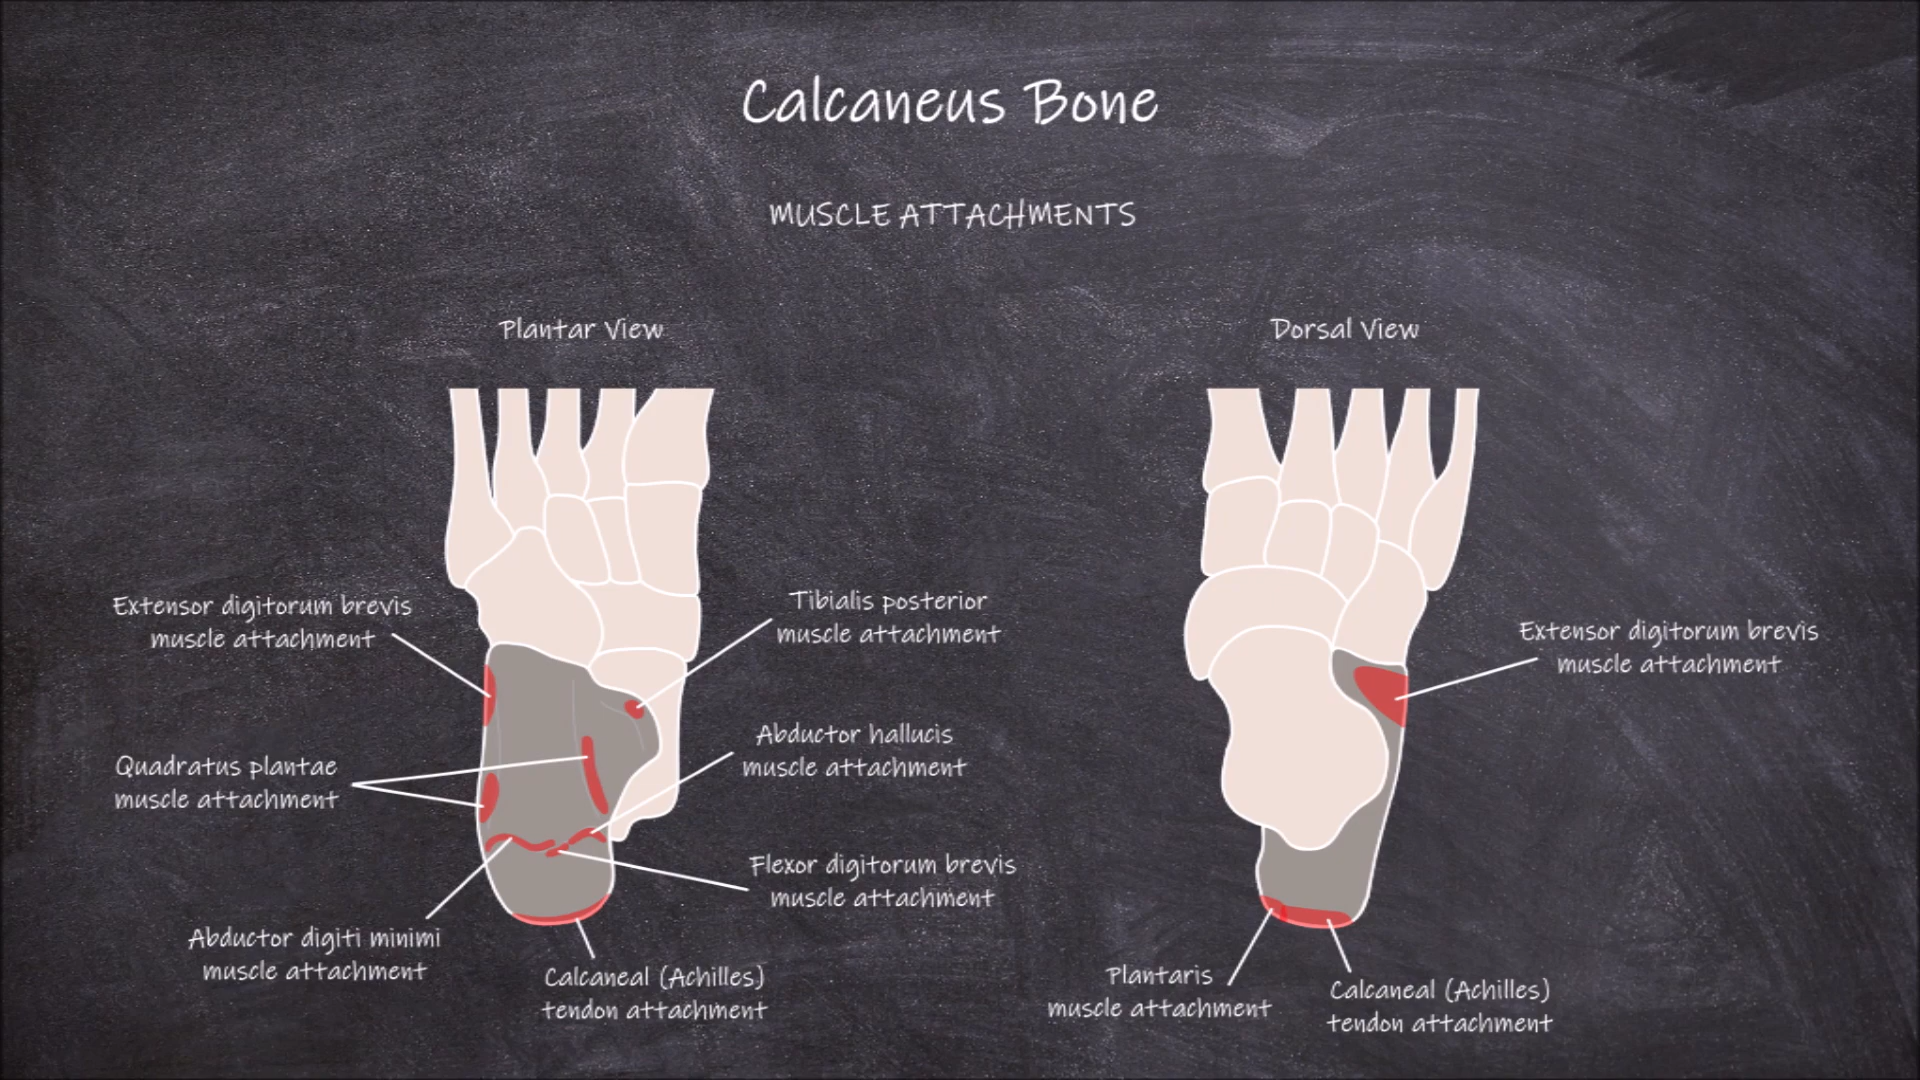 Calcaneus Bone
MUSCLE ATTACHMENTS
Plantar View
Extensor digitorum brevis
muscle attachment
Quadratus plantae
muscle attachment
Abductor digiti minimi
muscle attachment
Tibialis posterior
muscle attachment
Abductor hallucis
muscle attachment
Flexor digitorum brevis
muscle attachment
Calcaneal (Achilles)
tendon attachment
Dorsal View
Extensor digitorum brevis
muscle attachment
Plantaris
muscle attachment
Calcaneal (Achilles)
tendon attachment